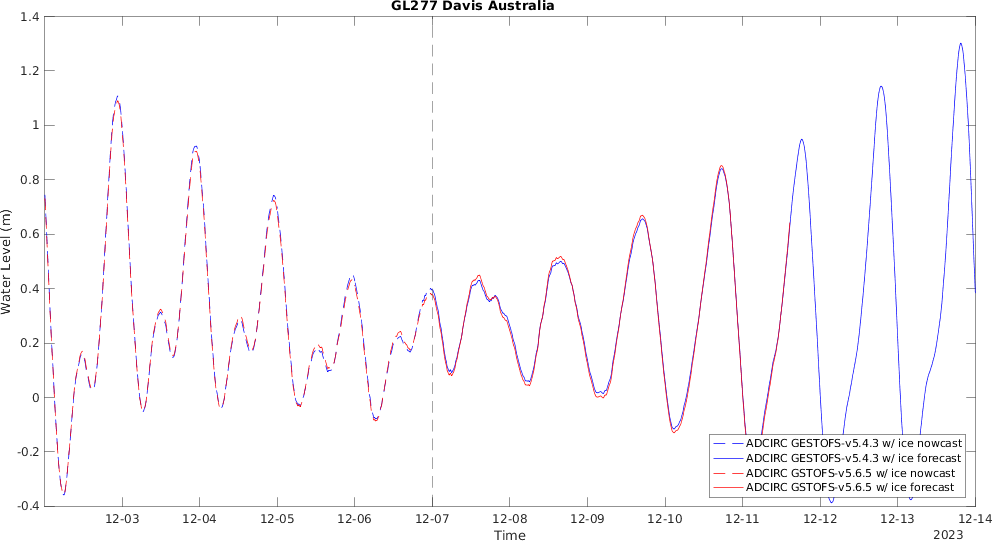 GL277 Davis Australia
1.4
1.2
1
0.8
0.6
0.4
0.2
0
-0.2
-0.4
Water Level (m)
ADCIRC GESTOFS-v5.4.3 w/ ice nowcast
ADCIRC GESTOFS-v5.4.3 w/ ice forecast
ADCIRC GSTOFS-v5.6.5 w/ ice nowcast
ADCIRC GSTOFS-v5.6.5 w/ ice forecast
12-03 12-04 12-05 12-06 12-07 12-08 12-09 12-10 12-11 12-12 12-13 12-14
Time
2023